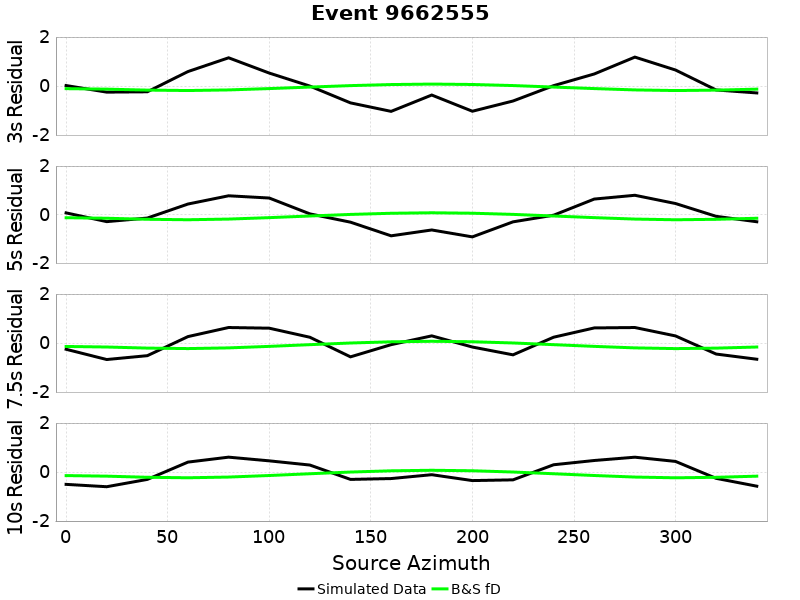 Event 9662555
3s Residual
2
0
-2
5s Residual
2
0
-2
7.5s Residual
2
0
-2
10s Residual
2
0
-2
0 50 100 150 200 250 300
Source Azimuth
Simulated Data B&S fD